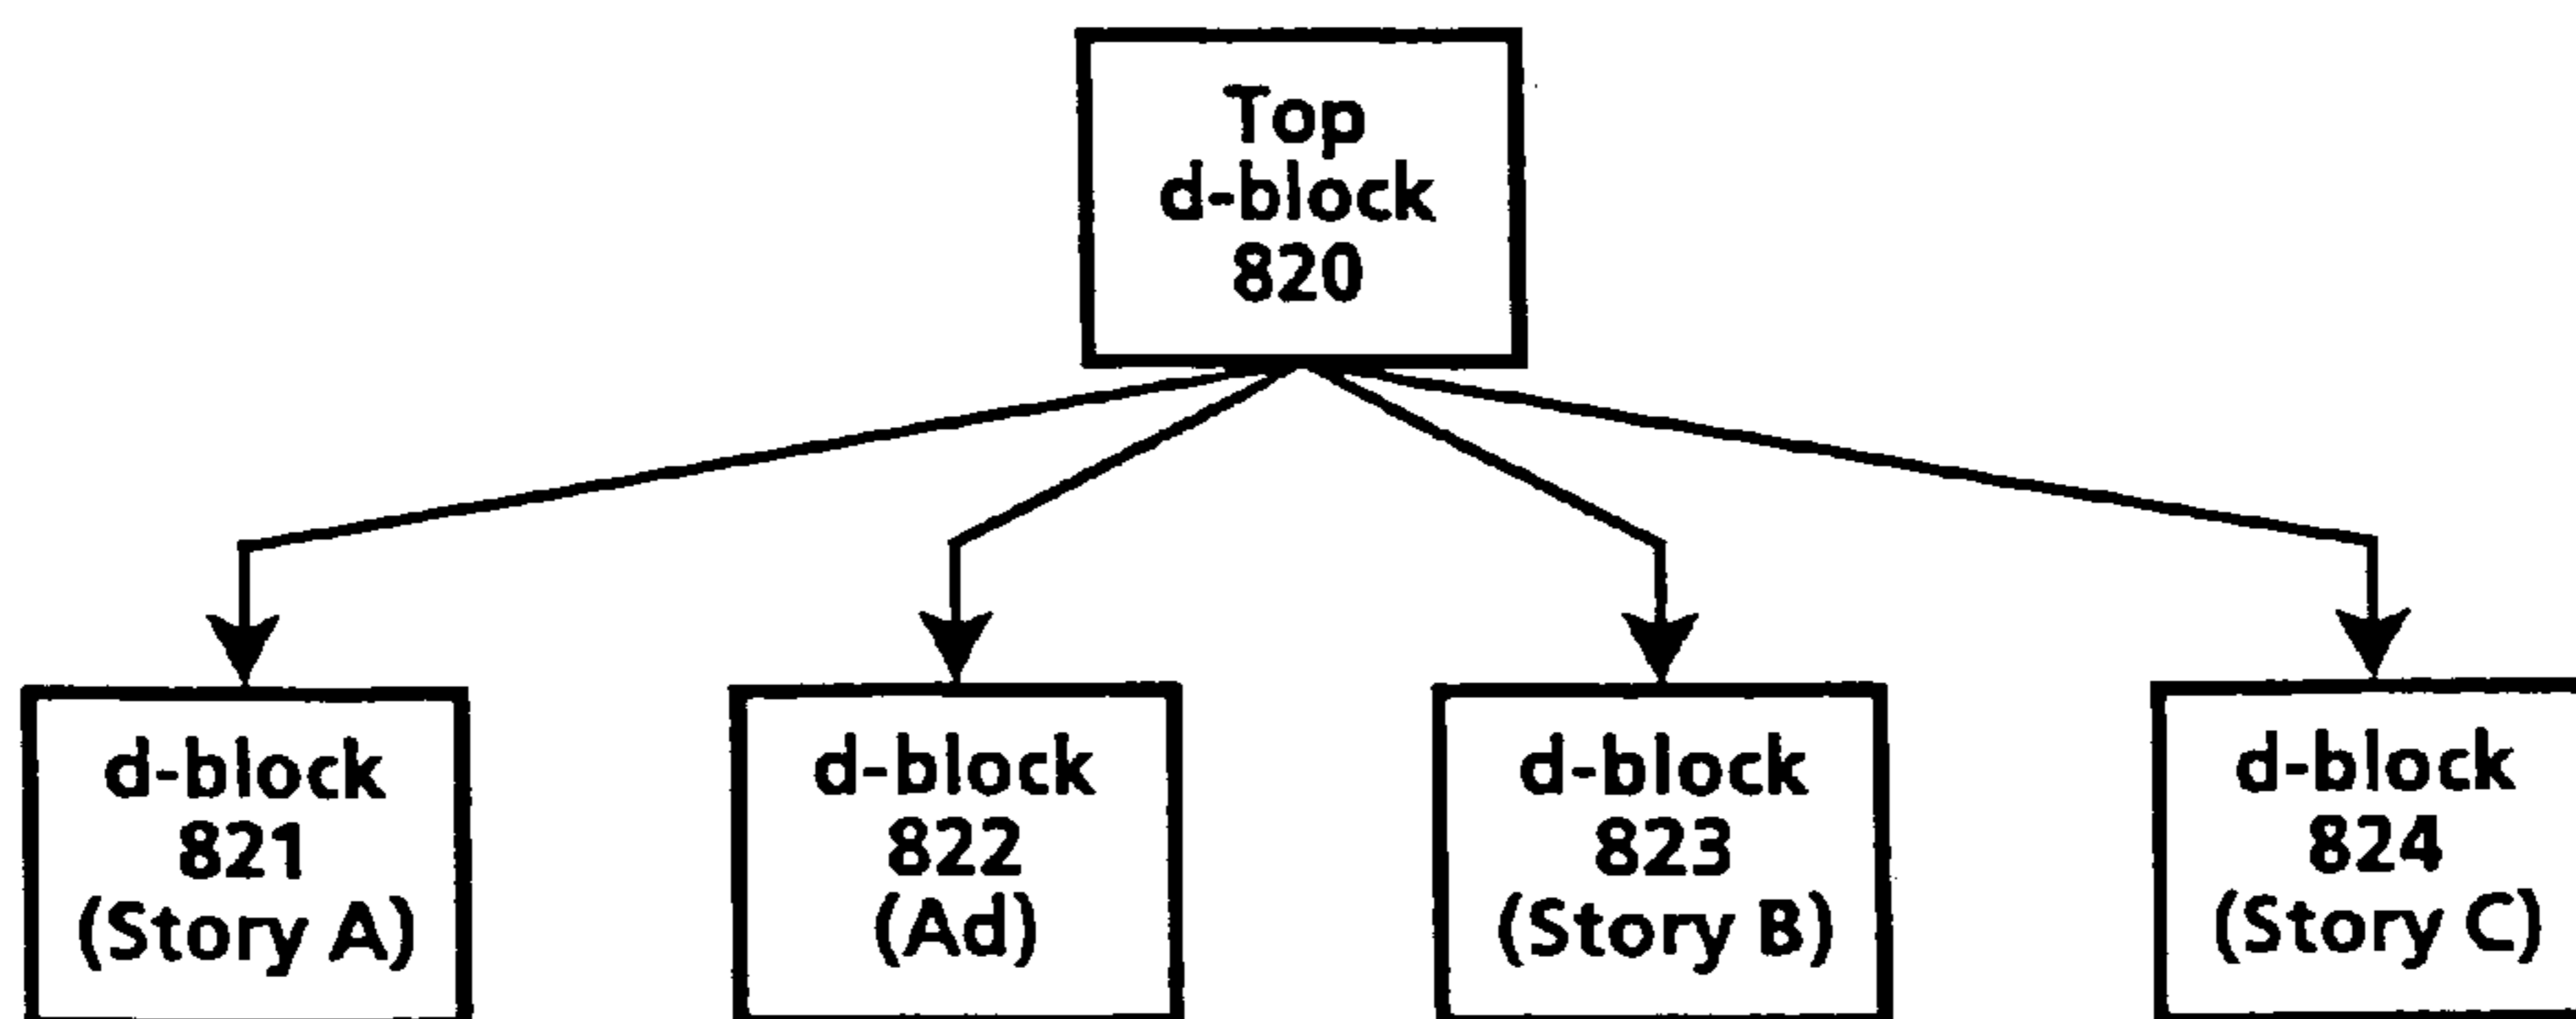 Top
d-block
820
d-block
821
(Story A)
d-block
822
(Ad)
d-block
823
(Story B)
d-block
824
(Story C)